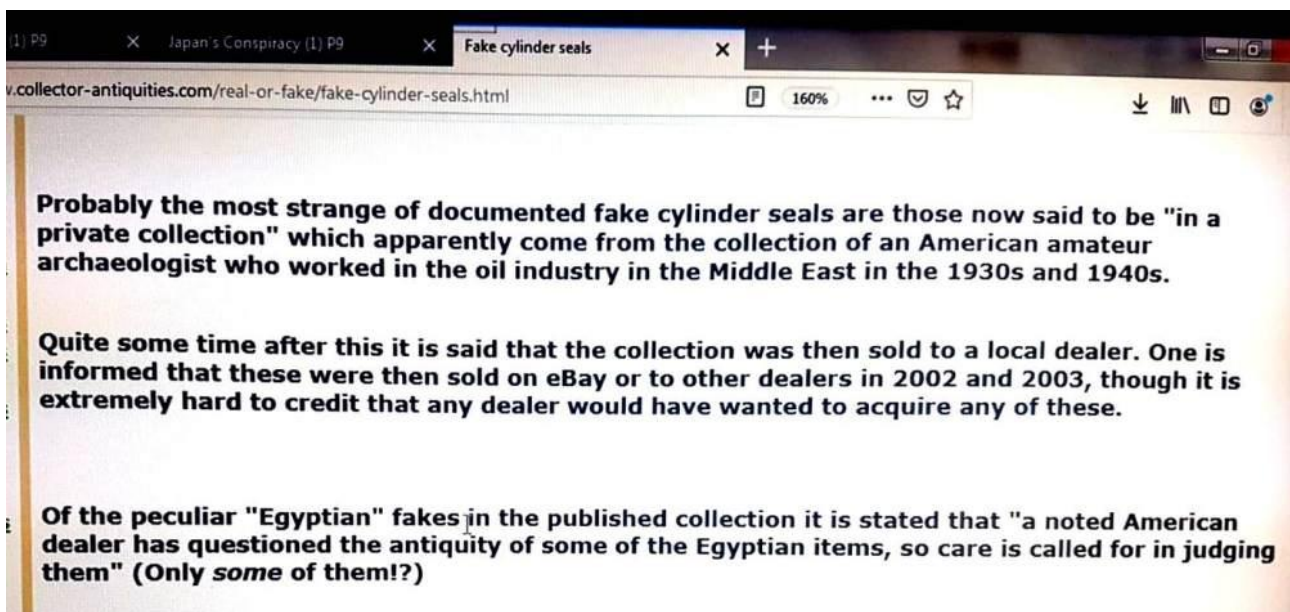 (1) P9
Japan's Conspiracy (1) P9
Fake cylinder seals
.collector-antiquities.com/real-or-fake/fake-cylinder-seals.html
160%
Probably the most strange of documented fake cylinder seals are those now said to be "in a
private collection" which apparently come from the collection of an American amateur
archaeologist who worked in the oil industry in the Middle East in the 1930s and 1940s.
Quite some time after this it is said that the collection was then sold to a local dealer. One is
informed that these were then sold on eBay or to other dealers in 2002 and 2003, though it is
extremely hard to credit that any dealer would have wanted to acquire any of these.
Of the peculiar "Egyptian" fakes in the published collection it is stated that "a noted American
dealer has questioned the antiquity of some of the Egyptian items, so care is called for in judging
them" (Only some of them!?)